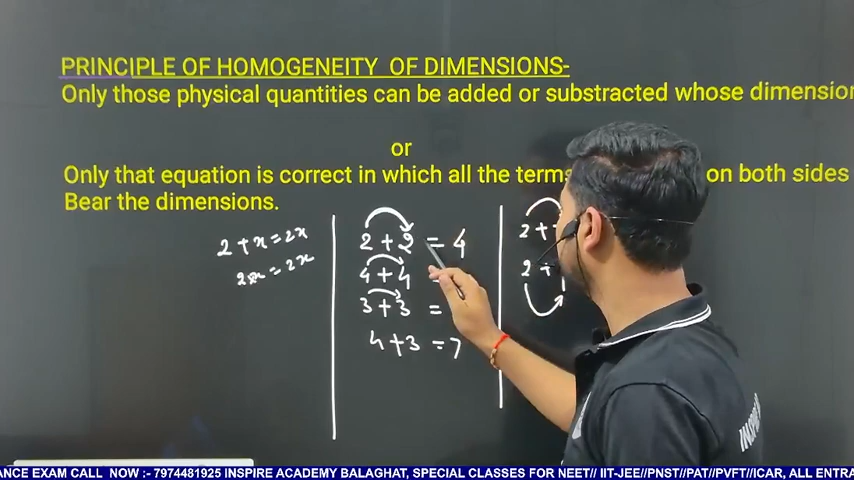 PRINCIPLE OF HOMOGENEITY OF DIMENSIONS-
Only those physical quantities can be added or substracted whose dimension
or
Only that equation is correct in which all the terms on both sides
Bear the dimensions.
2 + x = 2x
2x = 2x
2 + 2 = 4
4 + 4
3 + 3 =
4 + 3 = 7
2 +
2 +
INSPIRE
ANCE EXAM CALL NOW :- 7974481925 INSPIRE ACADEMY BALAGHAT, SPECIAL CLASSES FOR NEET// IIT-JEE//PNST//PAT//PVFT//ICAR, ALL ENTRA